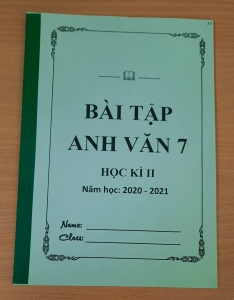 BÀI TẬP
ANH VĂN 7
HỌC KÌ II
Năm học: 2020 - 2021
Name:
Class: